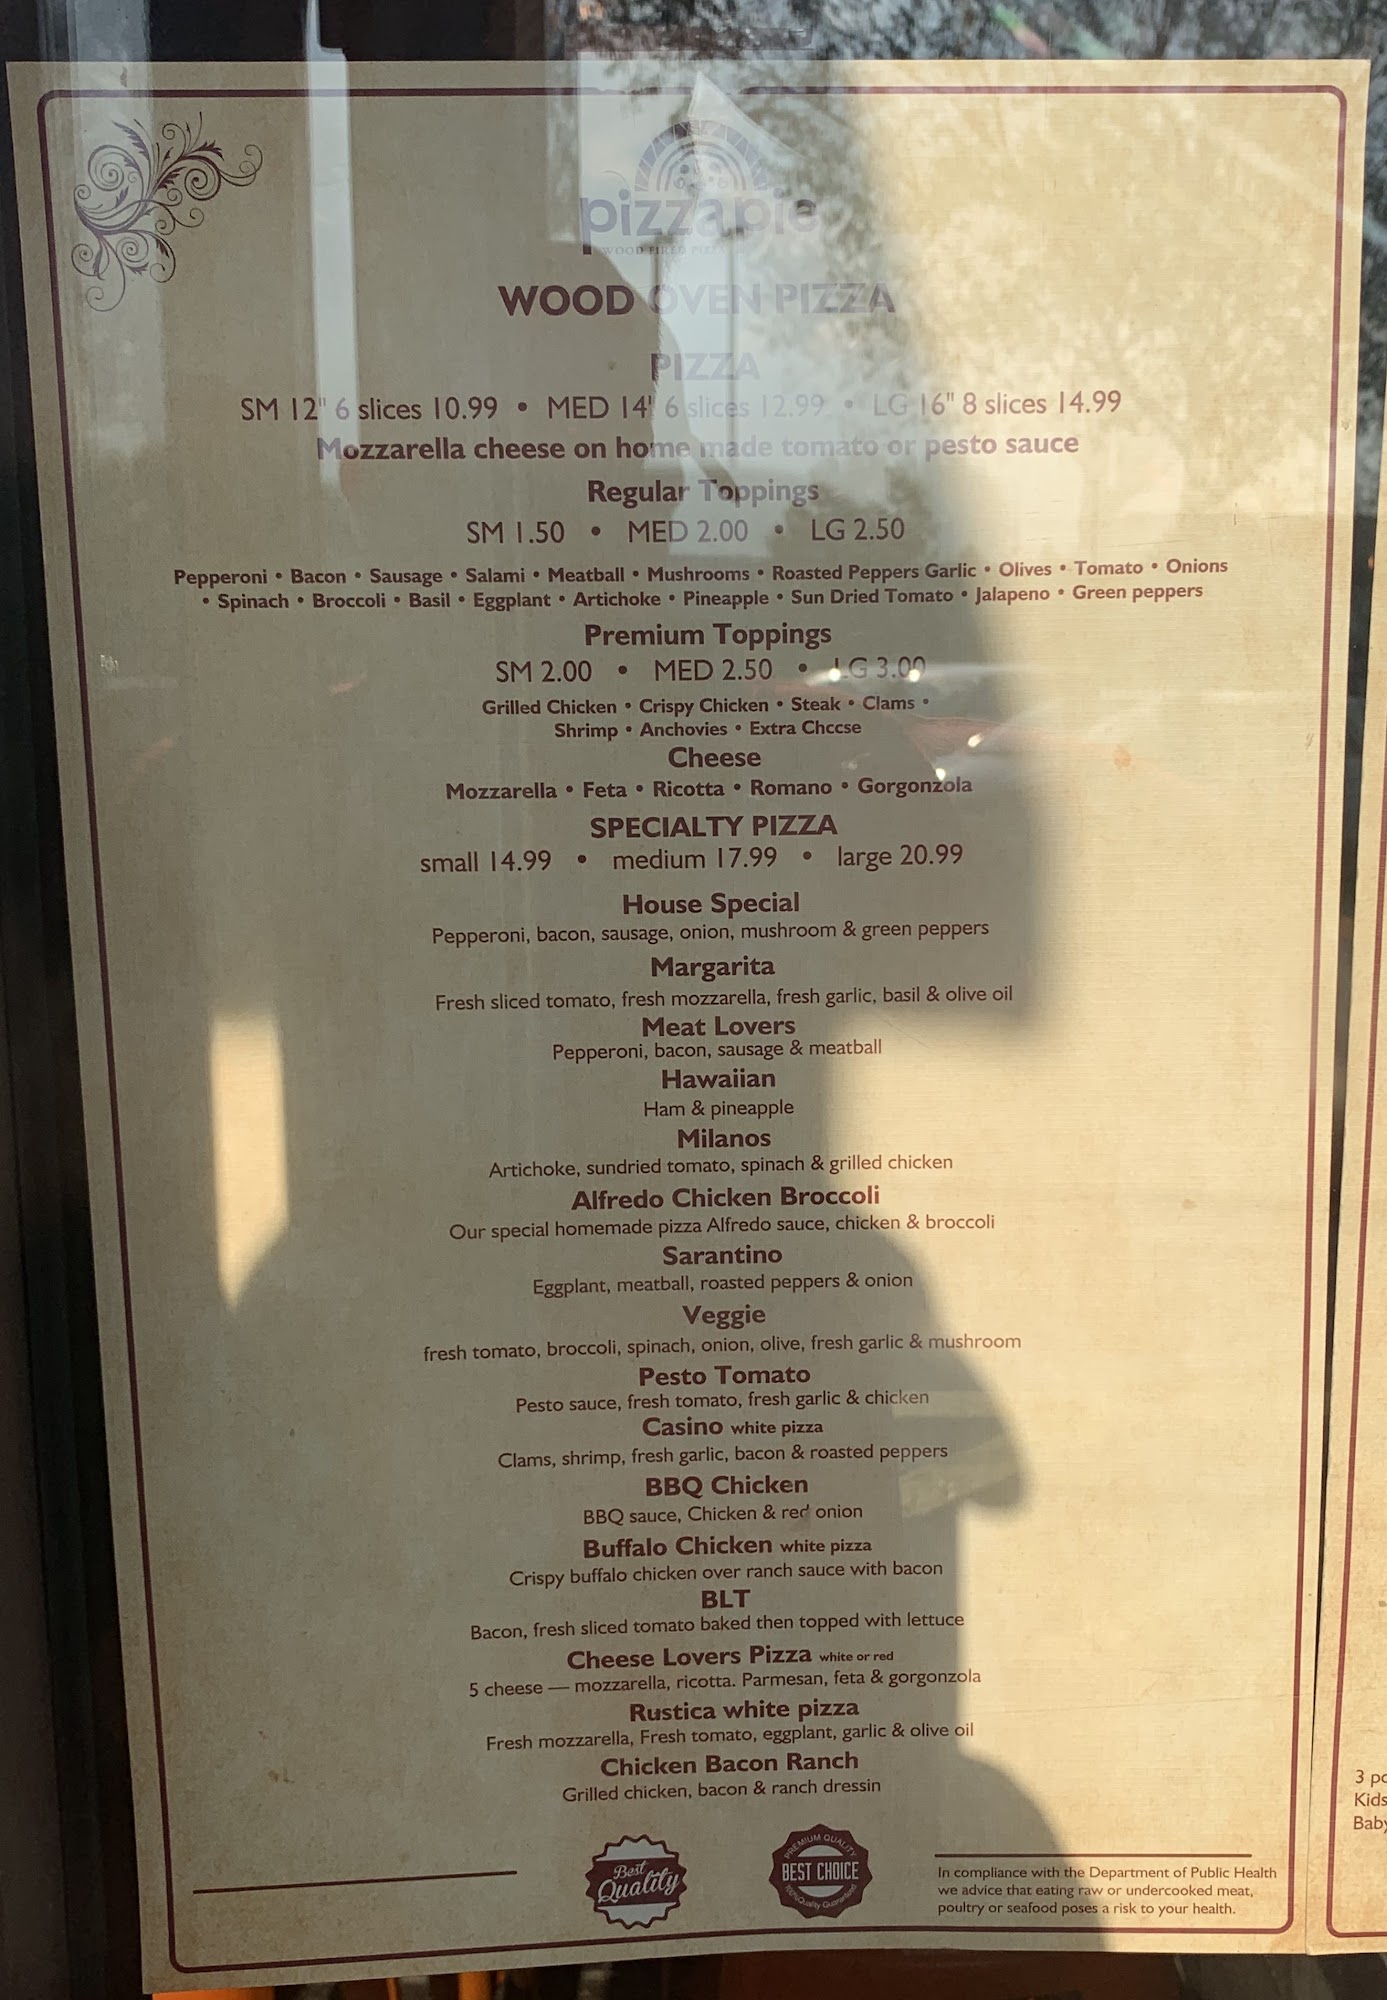 pizzapie
WOOD FIRED PIZZ
WOOD OVEN PIZZA
PIZZA
SM 12" 6 slices 10.99 • MED 14" 6 slices 12.99 • LG 16" 8 slices 14.99
Mozzarella cheese on home made tomato or pesto sauce
Regular Toppings
SM 1.50 • MED 2.00 • LG 2.50
Pepperoni • Bacon • Sausage • Salami • Meatball • Mushrooms • Roasted Peppers Garlic • Olives • Tomato • Onions
• Spinach • Broccoli • Basil • Eggplant • Artichoke • Pineapple • Sun Dried Tomato • Jalapeno • Green peppers
Premium Toppings
SM 2.00 • MED 2.50 • LG 3.00
Grilled Chicken • Crispy Chicken • Steak • Clams •
Shrimp • Anchovies • Extra Chccse
Cheese
Mozzarella • Feta • Ricotta • Romano • Gorgonzola
SPECIALTY PIZZA
small 14.99 • medium 17.99 • large 20.99
House Special
Pepperoni, bacon, sausage, onion, mushroom & green peppers
Margarita
Fresh sliced tomato, fresh mozzarella, fresh garlic, basil & olive oil
Meat Lovers
Pepperoni, bacon, sausage & meatball
Hawaiian
Ham & pineapple
Milanos
Artichoke, sundried tomato, spinach & grilled chicken
Alfredo Chicken Broccoli
Our special homemade pizza Alfredo sauce, chicken & broccoli
Sarantino
Eggplant, meatball, roasted peppers & onion
Veggie
fresh tomato, broccoli, spinach, onion, olive, fresh garlic & mushroom
Pesto Tomato
Pesto sauce, fresh tomato, fresh garlic & chicken
Casino white pizza
Clams, shrimp, fresh garlic, bacon & roasted peppers
BBQ Chicken
BBQ sauce, Chicken & red onion
Buffalo Chicken white pizza
Crispy buffalo chicken over ranch sauce with bacon
BLT
Bacon, fresh sliced tomato baked then topped with lettuce
Cheese Lovers Pizza white or red
5 cheese — mozzarella, ricotta. Parmesan, feta & gorgonzola
Rustica white pizza
Fresh mozzarella, Fresh tomato, eggplant, garlic & olive oil
Chicken Bacon Ranch
Grilled chicken, bacon & ranch dressin
Best
Quality
PREMIUM QUALITY
BEST CHOICE
100% Quality Guaranteed
In compliance with the Department of Public Health
we advice that eating raw or undercooked meat,
poultry or seafood poses a risk to your health.
3 pc
Kids
Baby